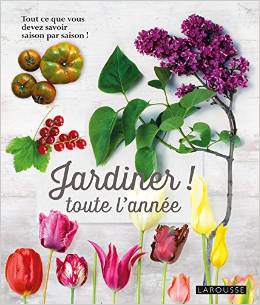 Tout ce que vous
devez savoir
saison par saison !
Jardiner !
toute l'année
LAROUSSE